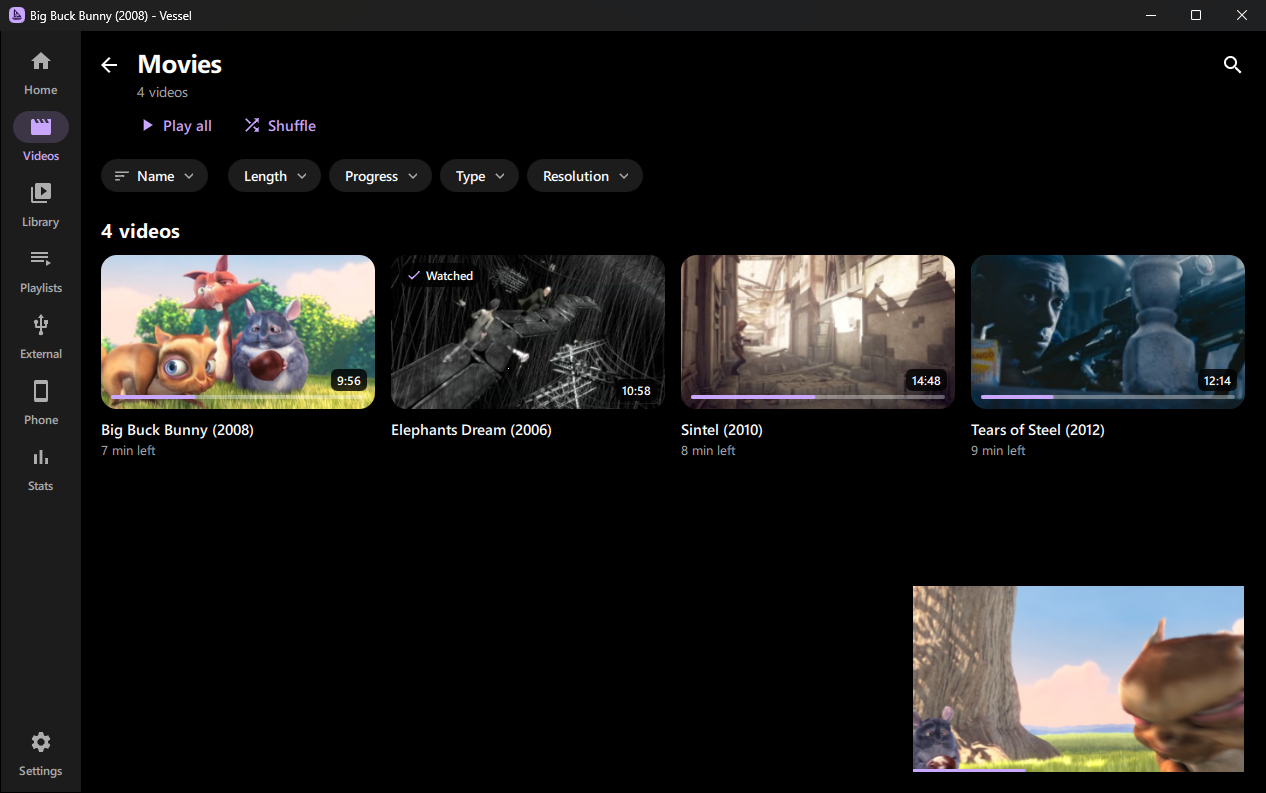 Big Buck Bunny (2008) - Vessel
Home
Videos
Library
Playlists
External
Phone
Stats
Settings
Movies
4 videos
Play all
Shuffle
Name
Length
Progress
Type
Resolution
4 videos
9:56
Watched
10:58
14:48
12:14
Big Buck Bunny (2008)
7 min left
Elephants Dream (2006)
Sintel (2010)
8 min left
Tears of Steel (2012)
9 min left